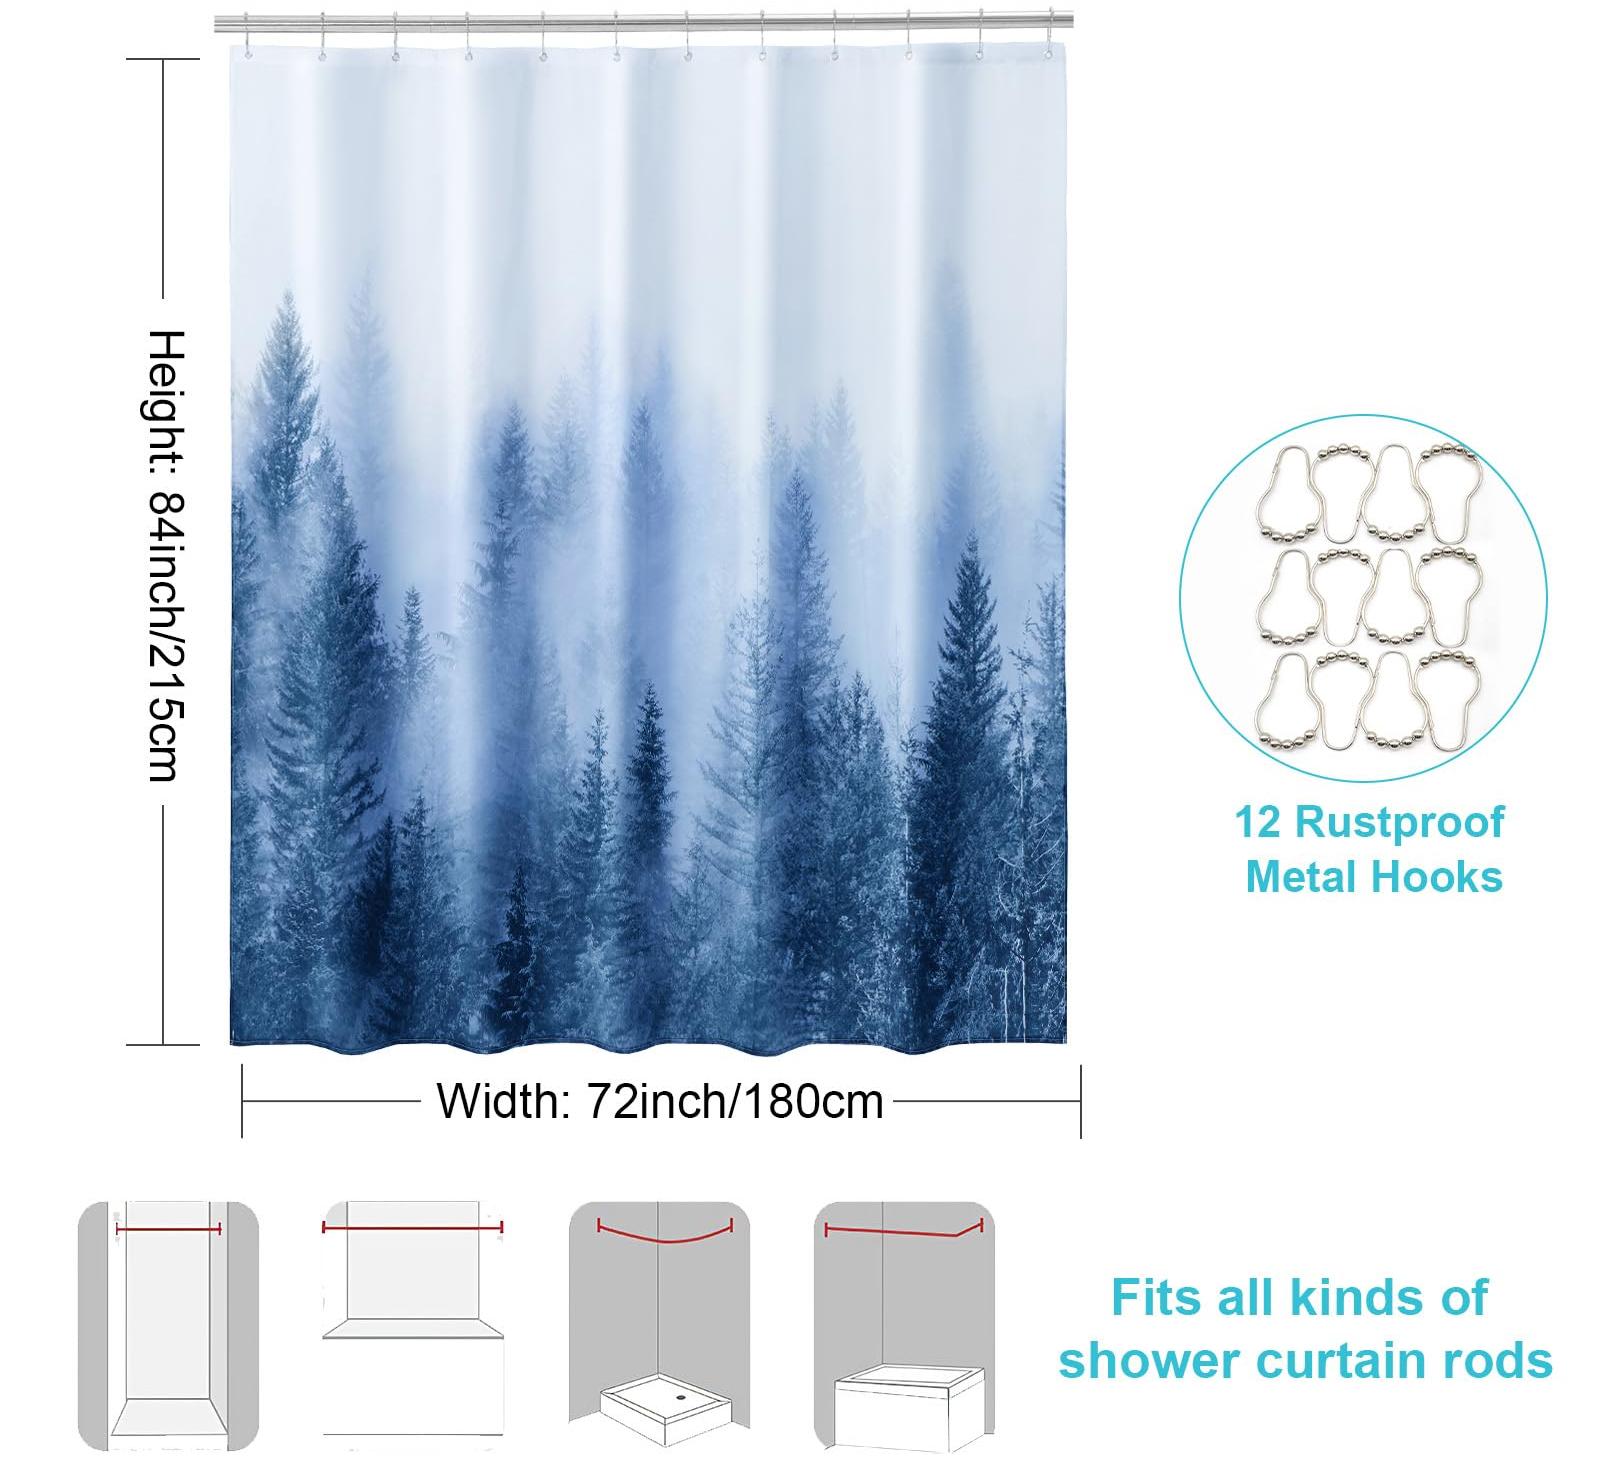 Height: 84inch/215cm
Width: 72inch/180cm
12 Rustproof
Metal Hooks
Fits all kinds of
shower curtain rods